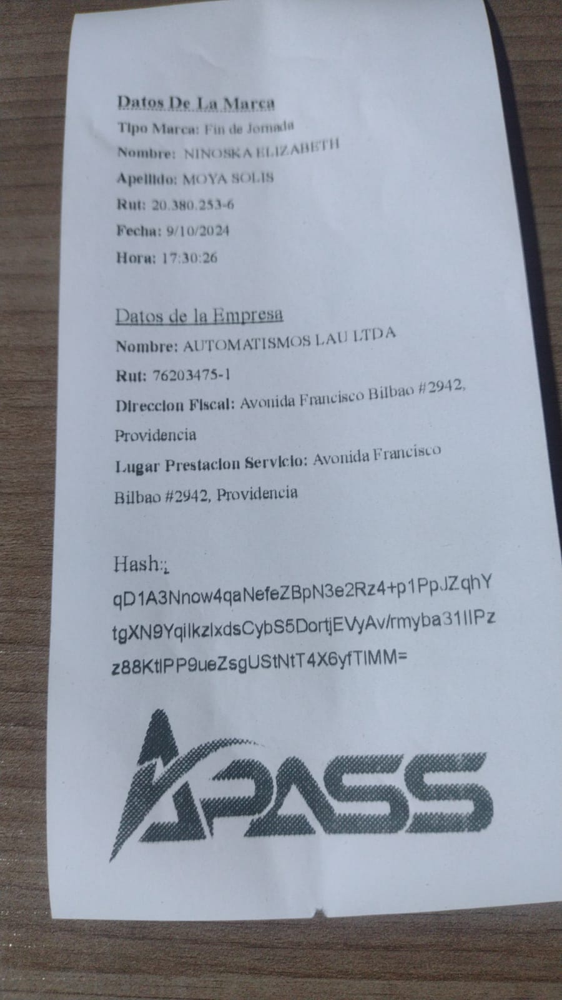 Datos De La Marca
Tipo Marca: Fin de Jornada
Nombre: NINOSKA ELIZABETH
Apellido: MOYA SOLIS
Rut: 20.380.253-6
Fecha: 9/10/2024
Hora: 17:30:26
Datos de la Empresa
Nombre: AUTOMATISMOS LAU LTDA
Rut: 76203475-1
Direccion Fiscal: Avonida Francisco Bilbao #2942,
Providencia
Lugar Prestacion Servicio: Avonida Francisco
Bilbao #2942, Providencia
Hash:;
qD1A3Nnow4qaNefeZBpN3e2Rz4+p1PpJZqhY
tgXN9YqiIkzIxdsCybS5DortjEVyAv/rmyba31IIPz
z88KtIPP9ueZsgUStNtT4X6yfTIMM=
APASS